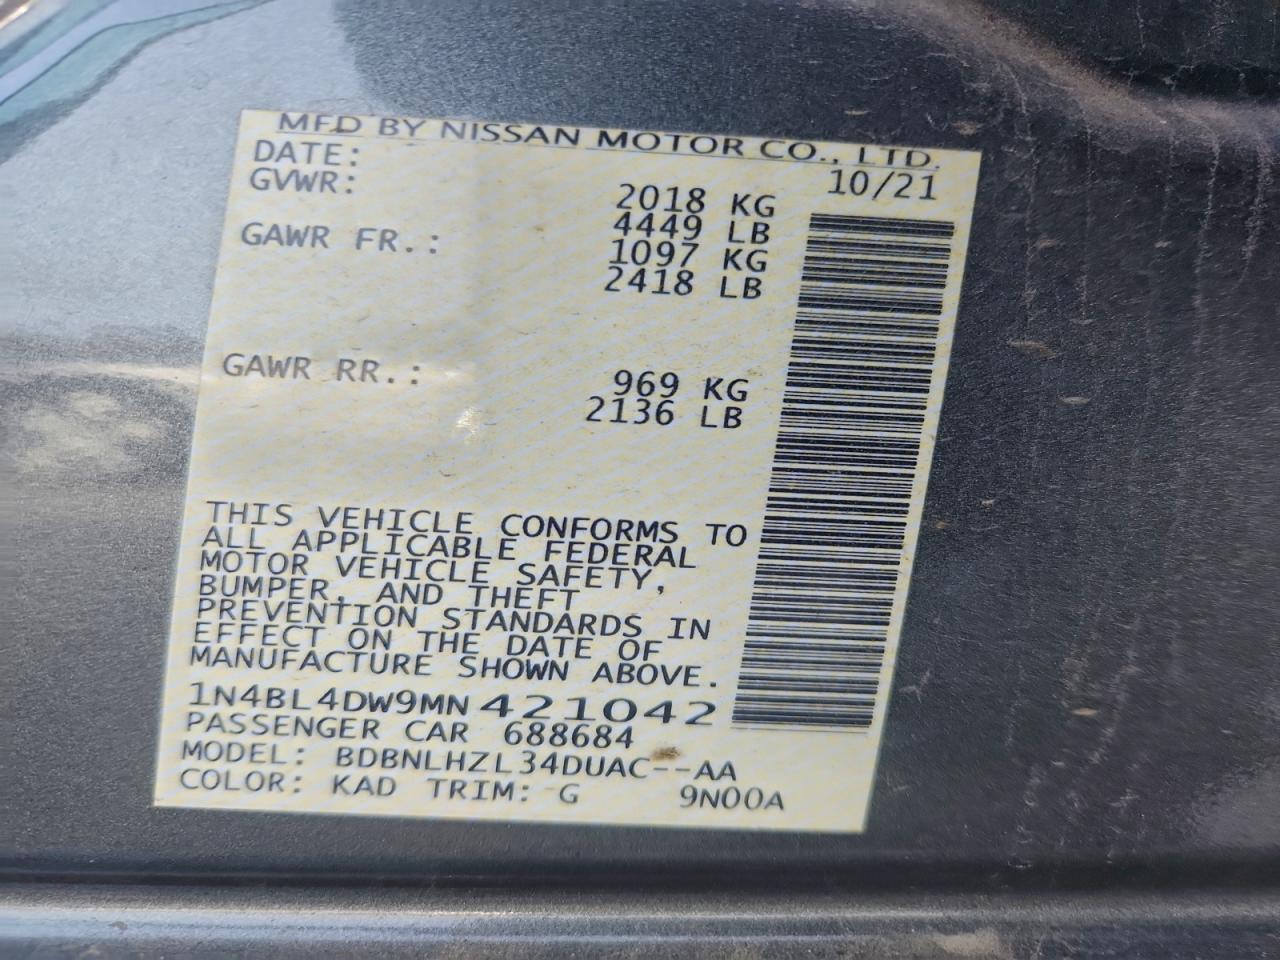 MFD BY NISSAN MOTOR CO., LTD.
DATE: 10/21
GVWR: 2018 KG
4449 LB
GAWR FR.: 1097 KG
2418 LB
GAWR RR.: 969 KG
2136 LB
THIS VEHICLE CONFORMS TO
ALL APPLICABLE FEDERAL
MOTOR VEHICLE SAFETY,
BUMPER, AND THEFT
PREVENTION STANDARDS IN
EFFECT ON THE DATE OF
MANUFACTURE SHOWN ABOVE.
1N4BL4DW9MN421042
PASSENGER CAR 688684
MODEL: BDBNLHZL34DUAC--AA
COLOR: KAD TRIM: G 9N00A